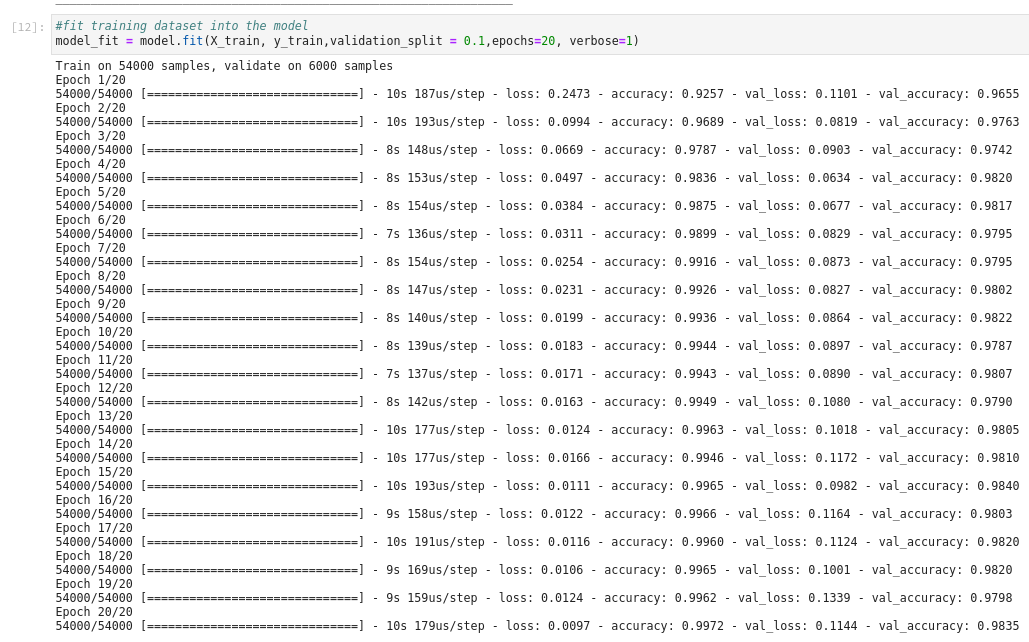 [12]: #fit training dataset into the model
model_fit = model.fit(X_train, y_train,validation_split = 0.1,epochs=20, verbose=1)
Train on 54000 samples, validate on 6000 samples
Epoch 1/20
54000/54000 [==============================] - 10s 187us/step - loss: 0.2473 - accuracy: 0.9257 - val_loss: 0.1101 - val_accuracy: 0.9655
Epoch 2/20
54000/54000 [==============================] - 10s 193us/step - loss: 0.0994 - accuracy: 0.9689 - val_loss: 0.0819 - val_accuracy: 0.9763
Epoch 3/20
54000/54000 [==============================] - 8s 148us/step - loss: 0.0669 - accuracy: 0.9787 - val_loss: 0.0903 - val_accuracy: 0.9742
Epoch 4/20
54000/54000 [==============================] - 8s 153us/step - loss: 0.0497 - accuracy: 0.9836 - val_loss: 0.0634 - val_accuracy: 0.9820
Epoch 5/20
54000/54000 [==============================] - 8s 154us/step - loss: 0.0384 - accuracy: 0.9875 - val_loss: 0.0677 - val_accuracy: 0.9817
Epoch 6/20
54000/54000 [==============================] - 7s 136us/step - loss: 0.0311 - accuracy: 0.9899 - val_loss: 0.0829 - val_accuracy: 0.9795
Epoch 7/20
54000/54000 [==============================] - 8s 154us/step - loss: 0.0254 - accuracy: 0.9916 - val_loss: 0.0873 - val_accuracy: 0.9795
Epoch 8/20
54000/54000 [==============================] - 8s 147us/step - loss: 0.0231 - accuracy: 0.9926 - val_loss: 0.0827 - val_accuracy: 0.9802
Epoch 9/20
54000/54000 [==============================] - 8s 140us/step - loss: 0.0199 - accuracy: 0.9936 - val_loss: 0.0864 - val_accuracy: 0.9822
Epoch 10/20
54000/54000 [==============================] - 8s 139us/step - loss: 0.0183 - accuracy: 0.9944 - val_loss: 0.0897 - val_accuracy: 0.9787
Epoch 11/20
54000/54000 [==============================] - 7s 137us/step - loss: 0.0171 - accuracy: 0.9943 - val_loss: 0.0890 - val_accuracy: 0.9807
Epoch 12/20
54000/54000 [==============================] - 8s 142us/step - loss: 0.0163 - accuracy: 0.9949 - val_loss: 0.1080 - val_accuracy: 0.9790
Epoch 13/20
54000/54000 [==============================] - 10s 177us/step - loss: 0.0124 - accuracy: 0.9963 - val_loss: 0.1018 - val_accuracy: 0.9805
Epoch 14/20
54000/54000 [==============================] - 10s 177us/step - loss: 0.0166 - accuracy: 0.9946 - val_loss: 0.1172 - val_accuracy: 0.9810
Epoch 15/20
54000/54000 [==============================] - 10s 193us/step - loss: 0.0111 - accuracy: 0.9965 - val_loss: 0.0982 - val_accuracy: 0.9840
Epoch 16/20
54000/54000 [==============================] - 9s 158us/step - loss: 0.0122 - accuracy: 0.9966 - val_loss: 0.1164 - val_accuracy: 0.9803
Epoch 17/20
54000/54000 [==============================] - 10s 191us/step - loss: 0.0116 - accuracy: 0.9960 - val_loss: 0.1124 - val_accuracy: 0.9820
Epoch 18/20
54000/54000 [==============================] - 9s 169us/step - loss: 0.0106 - accuracy: 0.9965 - val_loss: 0.1001 - val_accuracy: 0.9820
Epoch 19/20
54000/54000 [==============================] - 9s 159us/step - loss: 0.0124 - accuracy: 0.9962 - val_loss: 0.1339 - val_accuracy: 0.9798
Epoch 20/20
54000/54000 [==============================] - 10s 179us/step - loss: 0.0097 - accuracy: 0.9972 - val_loss: 0.1144 - val_accuracy: 0.9835